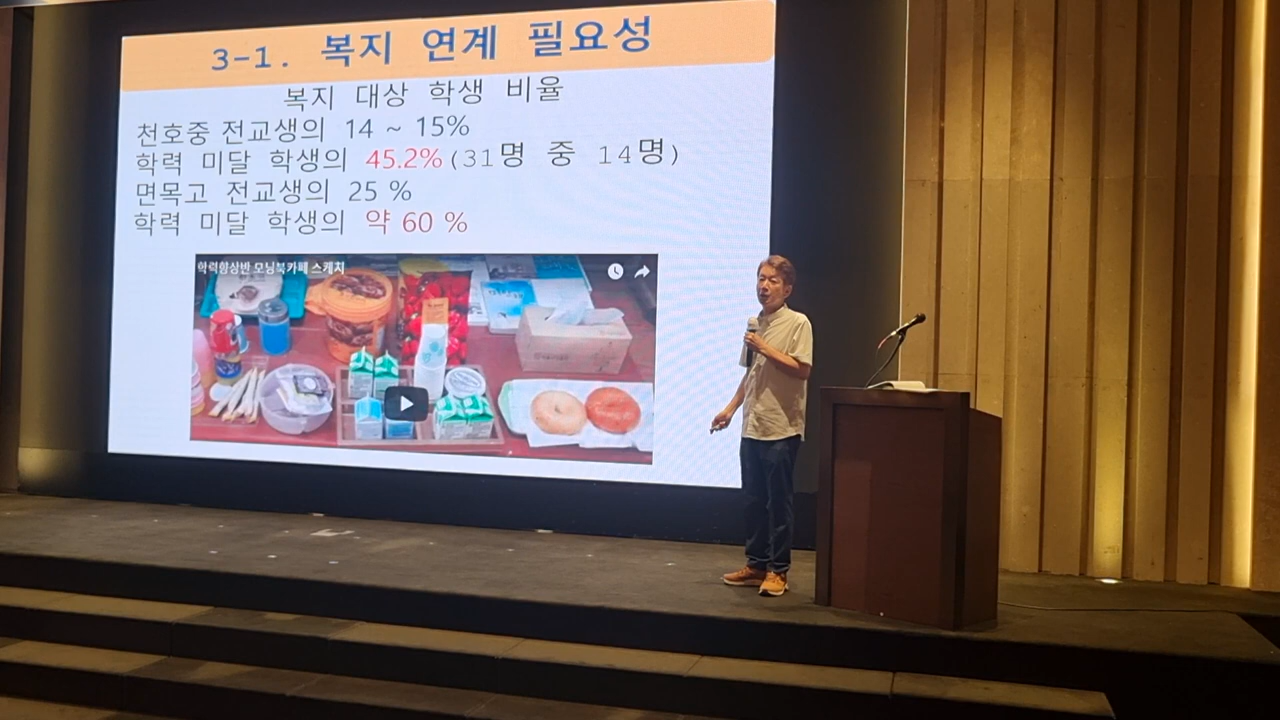 3-1. 복지 연계 필요성
복지 대상 학생 비율
천호중 전교생의 14 ~ 15%
학력 미달 학생의 45.2%(31명 중 14명)
면목고 전교생의 25 %
학력 미달 학생의 약 60 %
학력향상반 모닝북카페 스케치